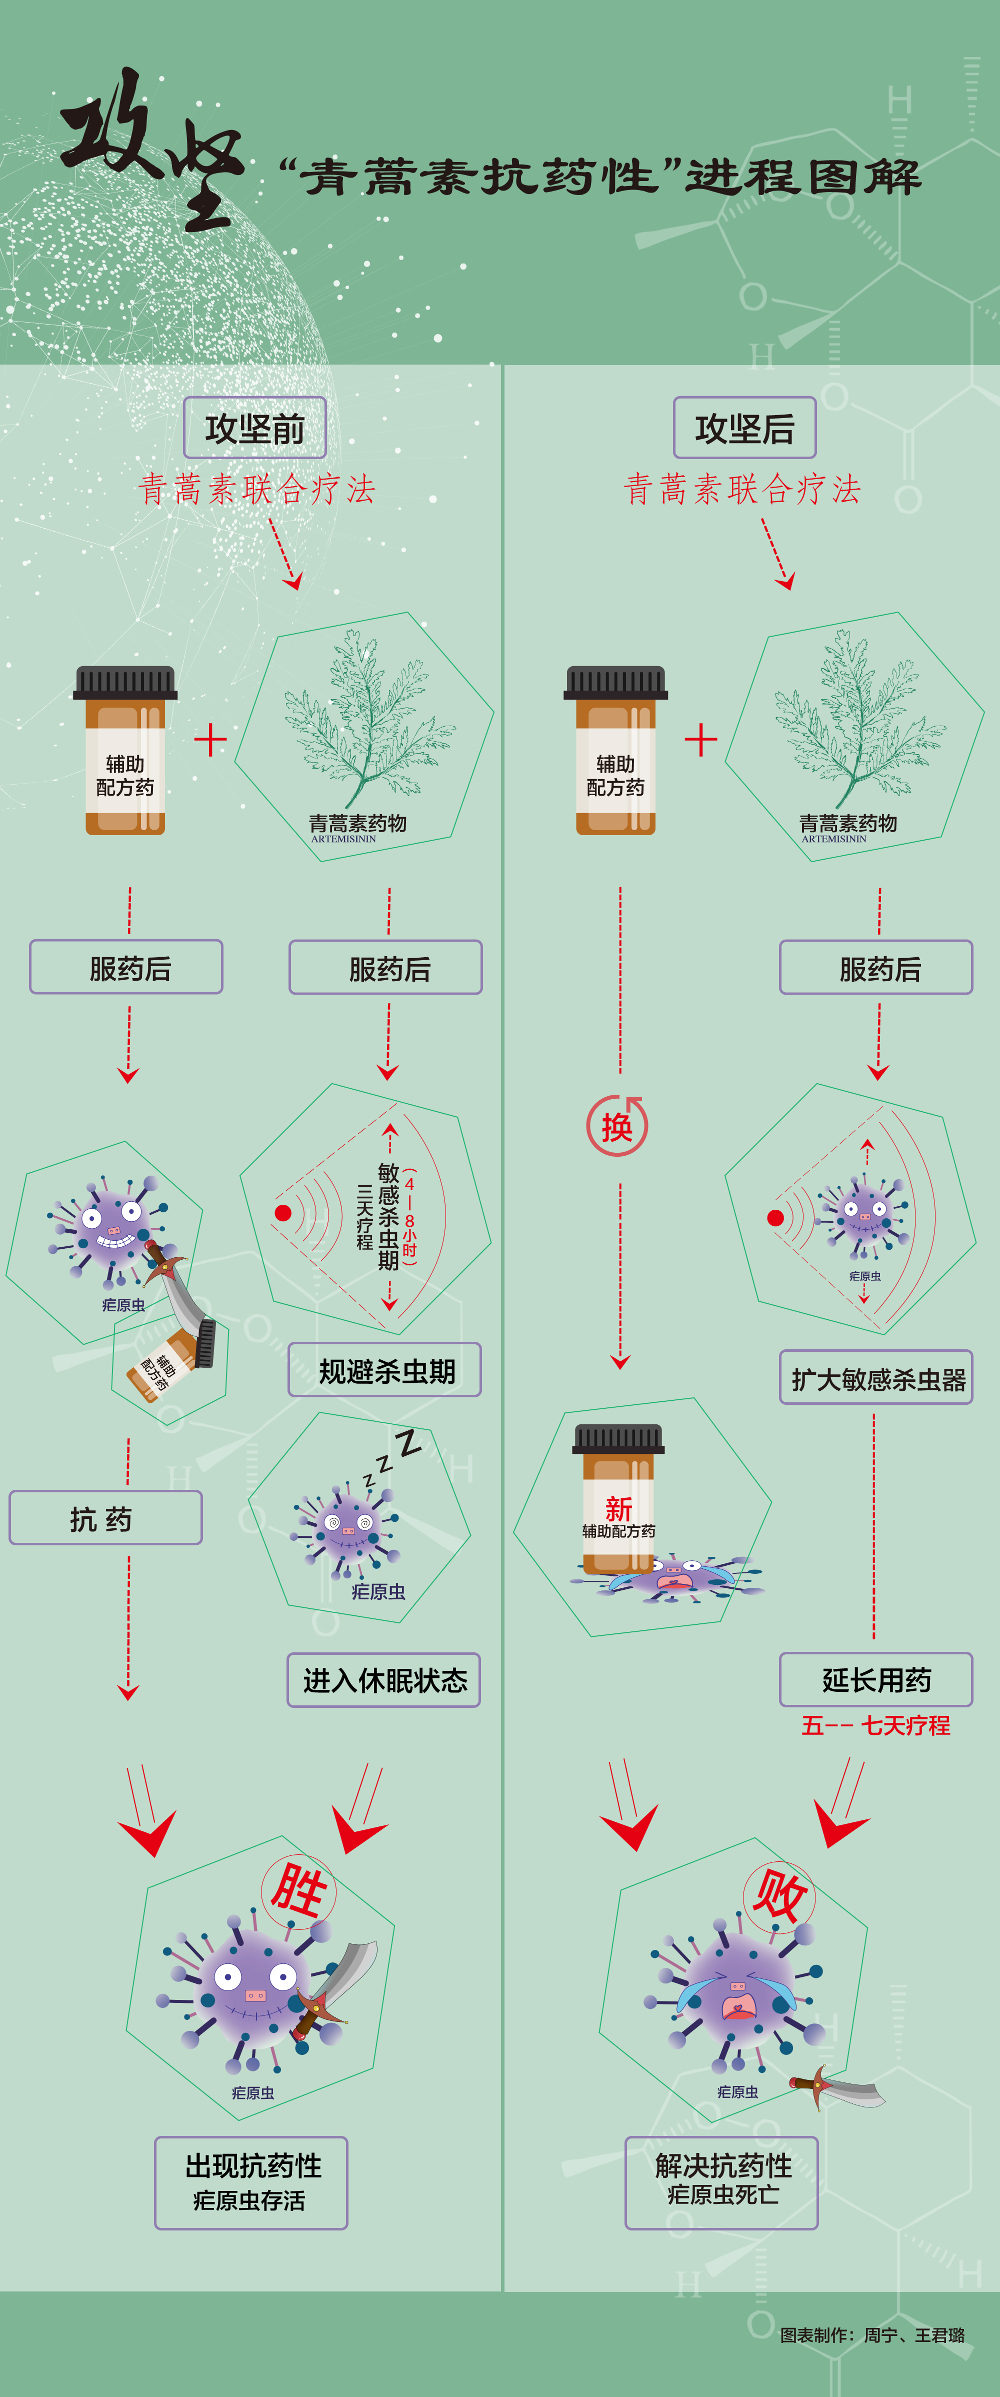 攻坚
“青蒿素抗药性”进程图解
攻坚前
青蒿素联合疗法
辅助
配方药
+
青蒿素药物
ARTEMISININ
服药后
服药后
疟原虫
辅助
配方药
敏感杀虫期
(4—8小时)
三天疗程
规避杀虫期
抗 药
z z Z
疟原虫
进入休眠状态
胜
疟原虫
出现抗药性
疟原虫存活
攻坚后
青蒿素联合疗法
辅助
配方药
+
青蒿素药物
ARTEMISININ
服药后
换
疟原虫
扩大敏感杀虫器
新
辅助配方药
延长用药
五-- 七天疗程
败
疟原虫
解决抗药性
疟原虫死亡
图表制作：周宁、王君璐
H
O
O
H
O
O
O
H
O
H
O
H
O
O
O
H
H
O